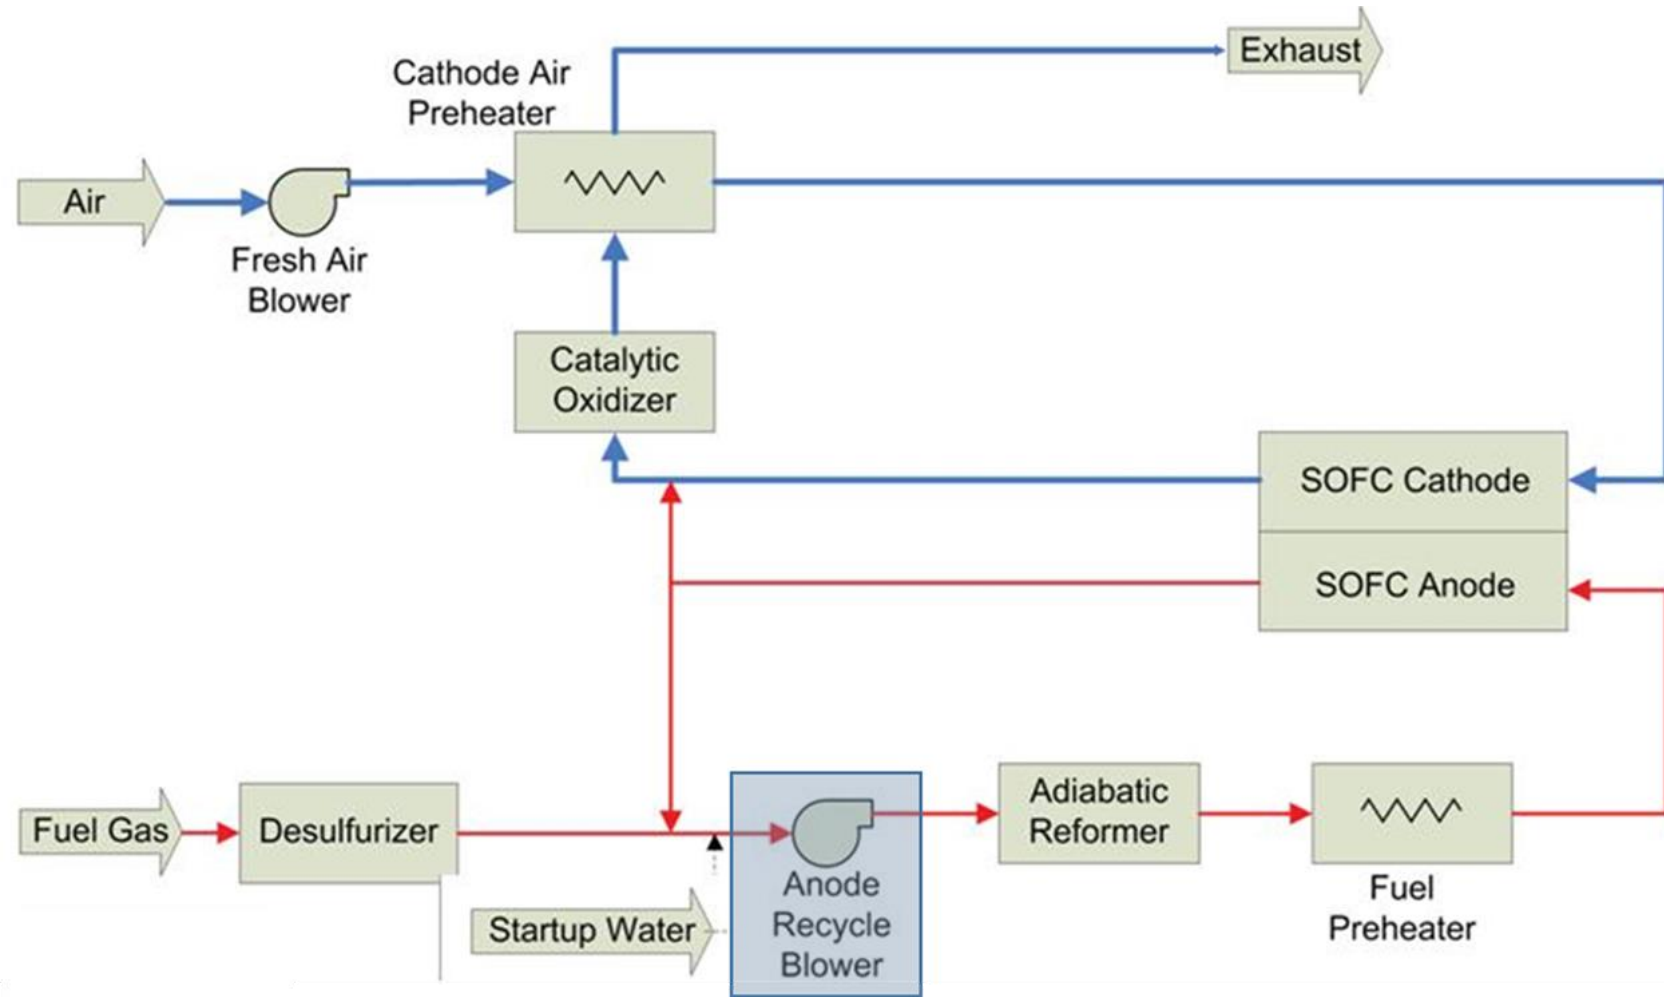 Exhaust
Cathode Air
Preheater
Air
Fresh Air
Blower
Catalytic
Oxidizer
SOFC Cathode
SOFC Anode
Fuel Gas
Desulfurizer
Adiabatic
Reformer
Anode
Recycle
Blower
Fuel
Preheater
Startup Water